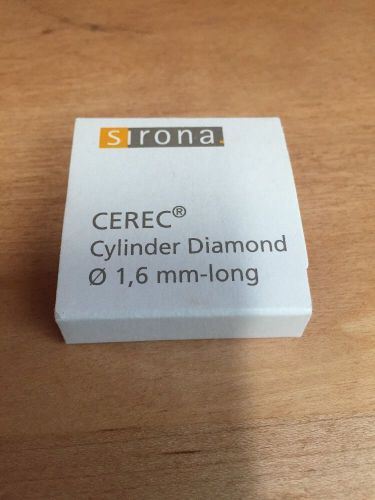 sirona.
CEREC®
Cylinder Diamond
Ø 1,6 mm-long